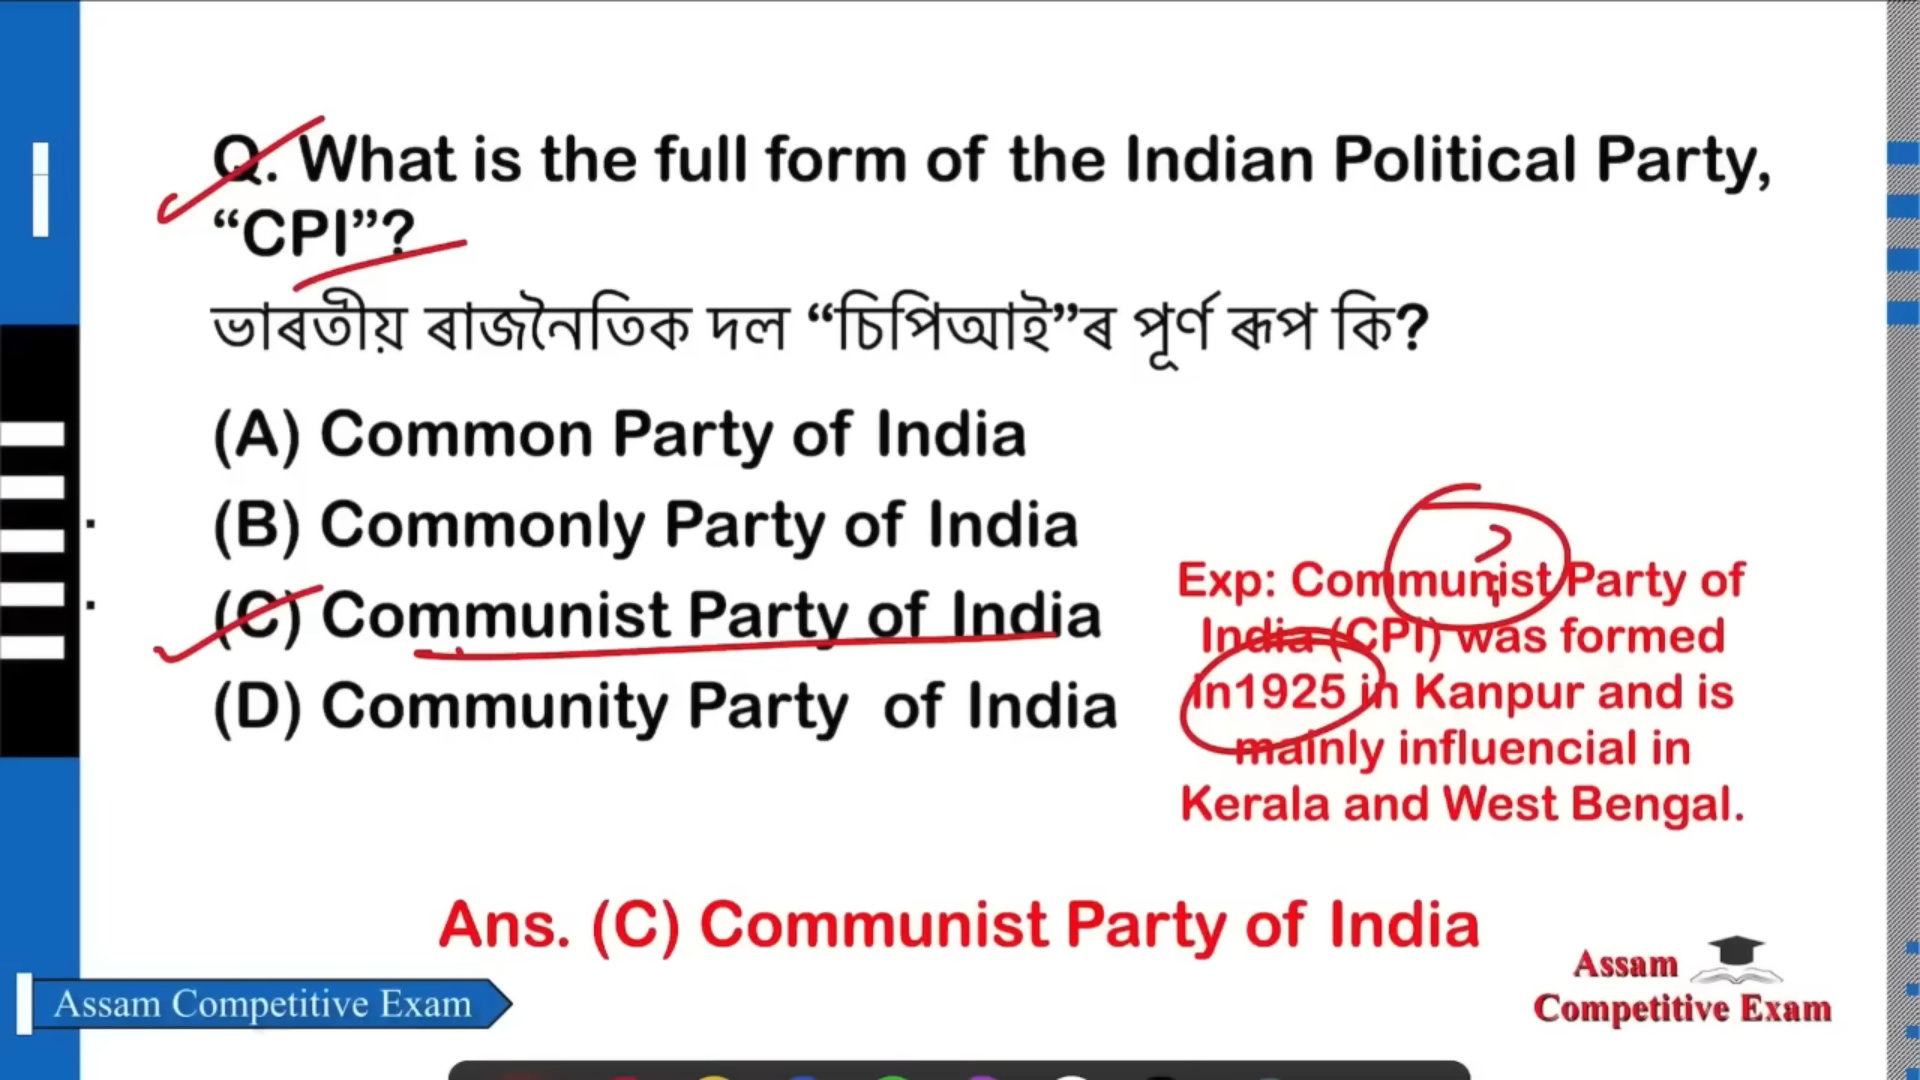 Q. What is the full form of the Indian Political Party,
“CPI”?
ভাৰতীয় ৰাজনৈতিক দল “চিপিআই”ৰ পূৰ্ণ ৰূপ কি?
(A) Common Party of India
(B) Commonly Party of India
(C) Communist Party of India
(D) Community Party of India
?
Exp: Communist Party of
India (CPI) was formed
in1925 in Kanpur and is
mainly influencial in
Kerala and West Bengal.
Ans. (C) Communist Party of India
Assam Competitive Exam
Assam
Competitive Exam